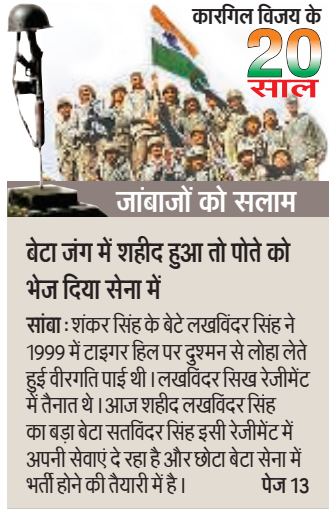 कारगिल विजय के
20
साल
जांबाजों को सलाम
बेटा जंग में शहीद हुआ तो पोते को
भेज दिया सेना में
सांबा : शंकर सिंह के बेटे लखविंदर सिंह ने
1999 में टाइगर हिल पर दुश्मन से लोहा लेते
हुई वीरगति पाई थी । लखविंदर सिख रेजीमेंट
में तैनात थे । आज शहीद लखविंदर सिंह
का बड़ा बेटा सतविंदर सिंह इसी रेजीमेंट में
अपनी सेवाएं दे रहा है और छोटा बेटा सेना में
भर्ती होने की तैयारी में है । पेज 13